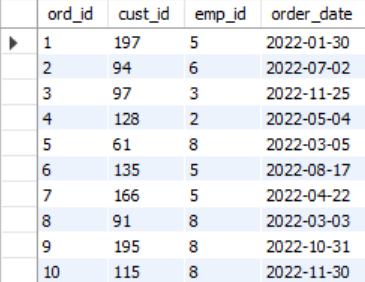 ord_id cust_id emp_id order_date
1 197 5 2022-01-30
2 94 6 2022-07-02
3 97 3 2022-11-25
4 128 2 2022-05-04
5 61 8 2022-03-05
6 135 5 2022-08-17
7 166 5 2022-04-22
8 91 8 2022-03-03
9 195 8 2022-10-31
10 115 8 2022-11-30